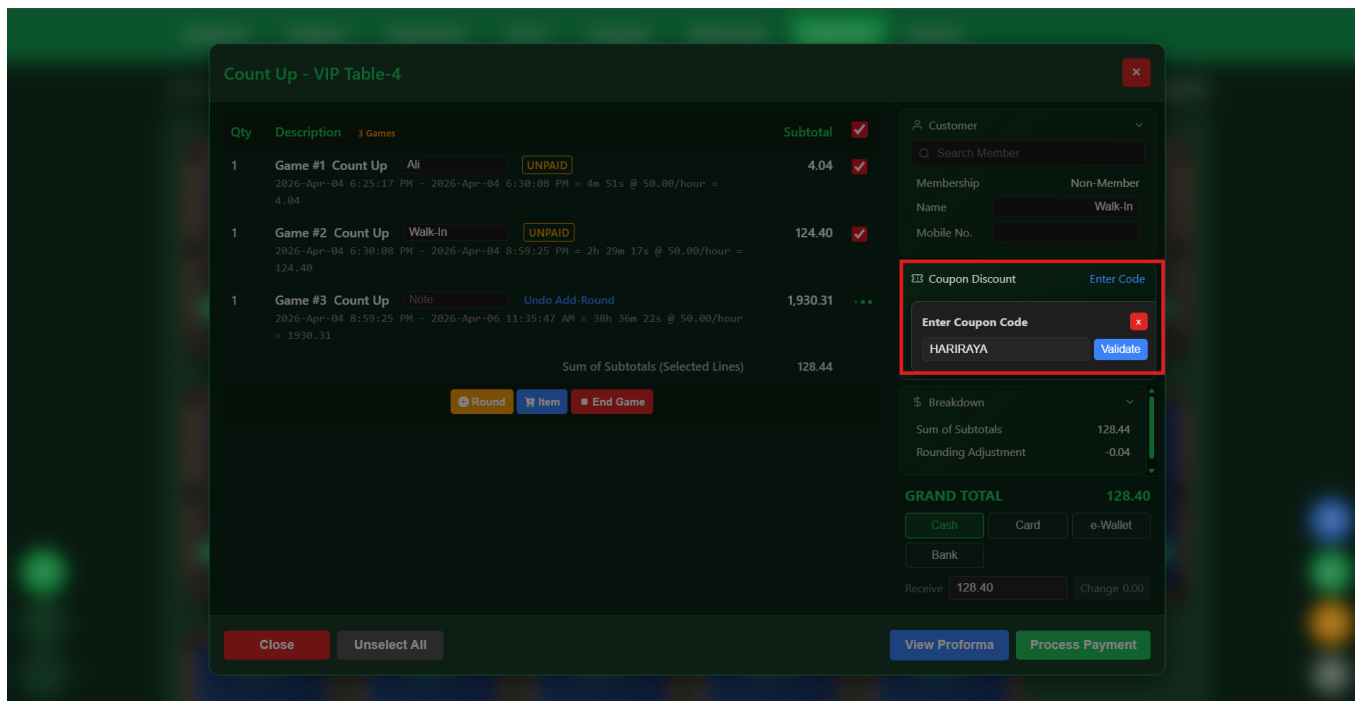 Count Up - VIP Table-4
×
Qty Description 3 Games Subtotal
1 Game #1 Count Up Ali UNPAID 4.04
2026-Apr-04 6:25:17 PM - 2026-Apr-04 6:30:08 PM = 4m 51s @ 50.00/hour =
4.04
1 Game #2 Count Up Walk-In UNPAID 124.40
2026-Apr-04 6:30:08 PM - 2026-Apr-04 8:59:25 PM = 2h 29m 17s @ 50.00/hour =
124.40
1 Game #3 Count Up Note Undo Add-Round 1,930.31
2026-Apr-04 8:59:25 PM - 2026-Apr-06 11:35:47 AM = 38h 36m 22s @ 50.00/hour
= 1930.31
Sum of Subtotals (Selected Lines) 128.44
Round Item End Game
Customer
Search Member
Membership Non-Member
Name Walk-In
Mobile No.
Coupon Discount Enter Code
Enter Coupon Code x
HARIRAYA Validate
$ Breakdown
Sum of Subtotals 128.44
Rounding Adjustment -0.04
GRAND TOTAL 128.40
Cash Card e-Wallet
Bank
Receive 128.40 Change 0.00
Close Unselect All View Proforma Process Payment